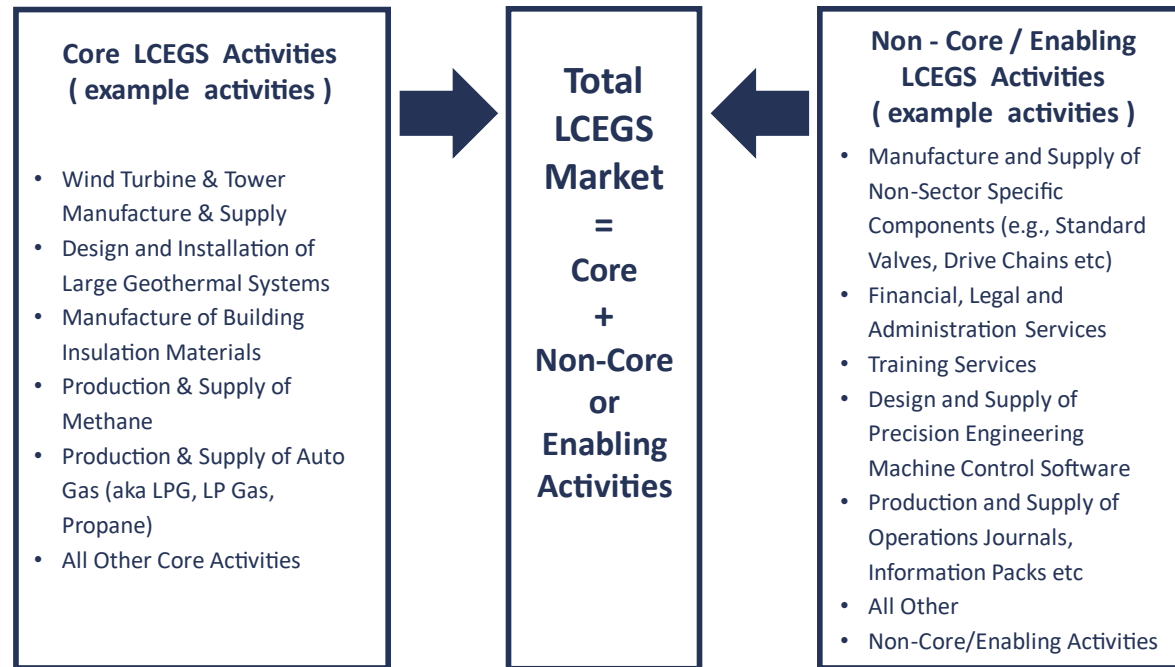 Core LCEGS Activities
( example activities )
• Wind Turbine & Tower
Manufacture & Supply
• Design and Installation of
Large Geothermal Systems
• Manufacture of Building
Insulation Materials
• Production & Supply of
Methane
• Production & Supply of Auto
Gas (aka LPG, LP Gas,
Propane)
• All Other Core Activities
Total
LCEGS
Market
=
Core
+
Non-Core
or
Enabling
Activities
Non - Core / Enabling
LCEGS Activities
( example activities )
• Manufacture and Supply of
Non-Sector Specific
Components (e.g., Standard
Valves, Drive Chains etc)
• Financial, Legal and
Administration Services
• Training Services
• Design and Supply of
Precision Engineering
Machine Control Software
• Production and Supply of
Operations Journals,
Information Packs etc
• All Other
• Non-Core/Enabling Activities